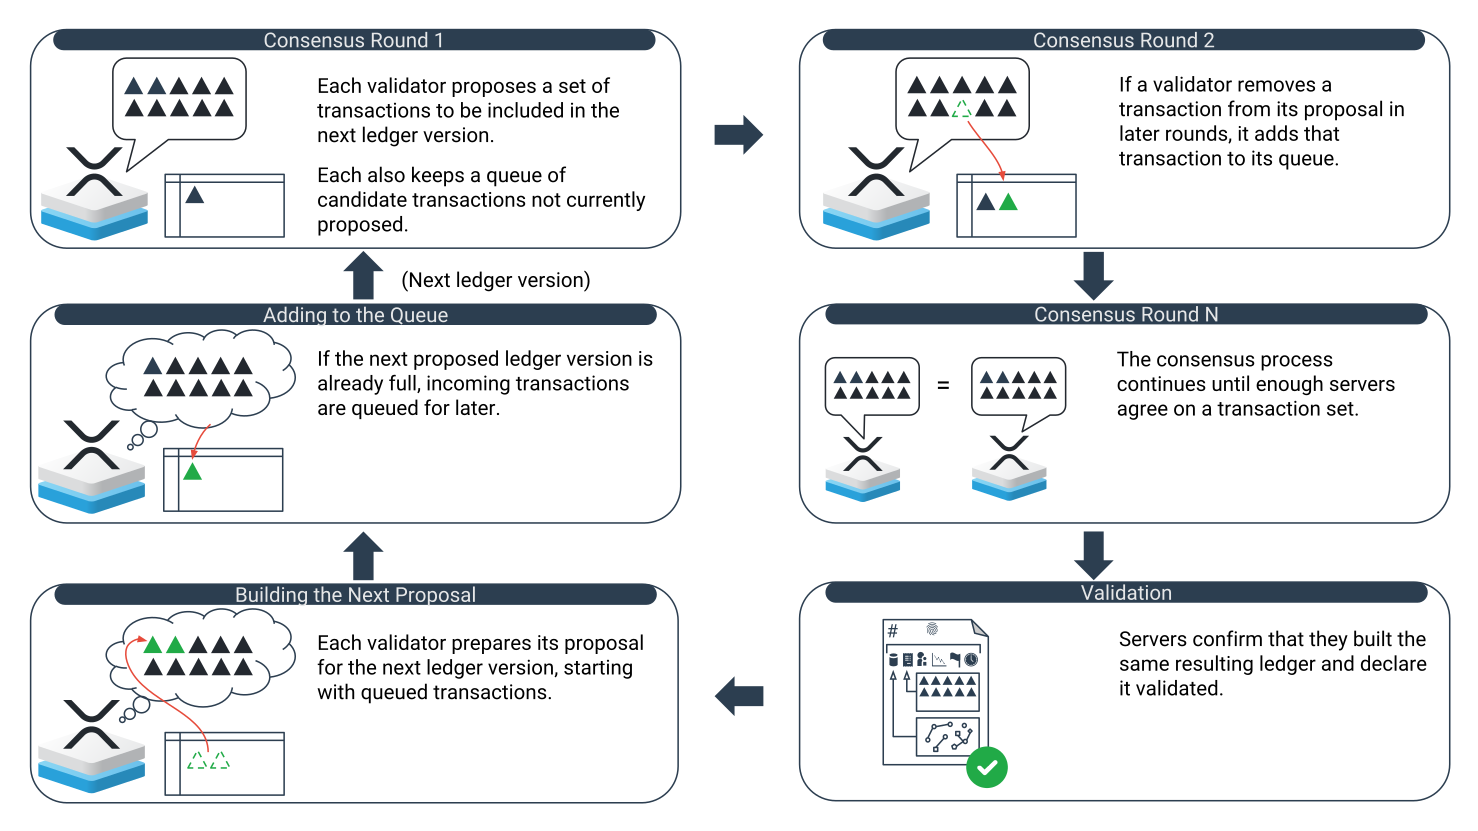 Consensus Round 1
Each validator proposes a set of
transactions to be included in the
next ledger version.
Each also keeps a queue of
candidate transactions not currently
proposed.
Consensus Round 2
If a validator removes a
transaction from its proposal in
later rounds, it adds that
transaction to its queue.
(Next ledger version)
Adding to the Queue
If the next proposed ledger version is
already full, incoming transactions
are queued for later.
Consensus Round N
=
The consensus process
continues until enough servers
agree on a transaction set.
Building the Next Proposal
Each validator prepares its proposal
for the next ledger version, starting
with queued transactions.
Validation
#
Servers confirm that they built the
same resulting ledger and declare
it validated.